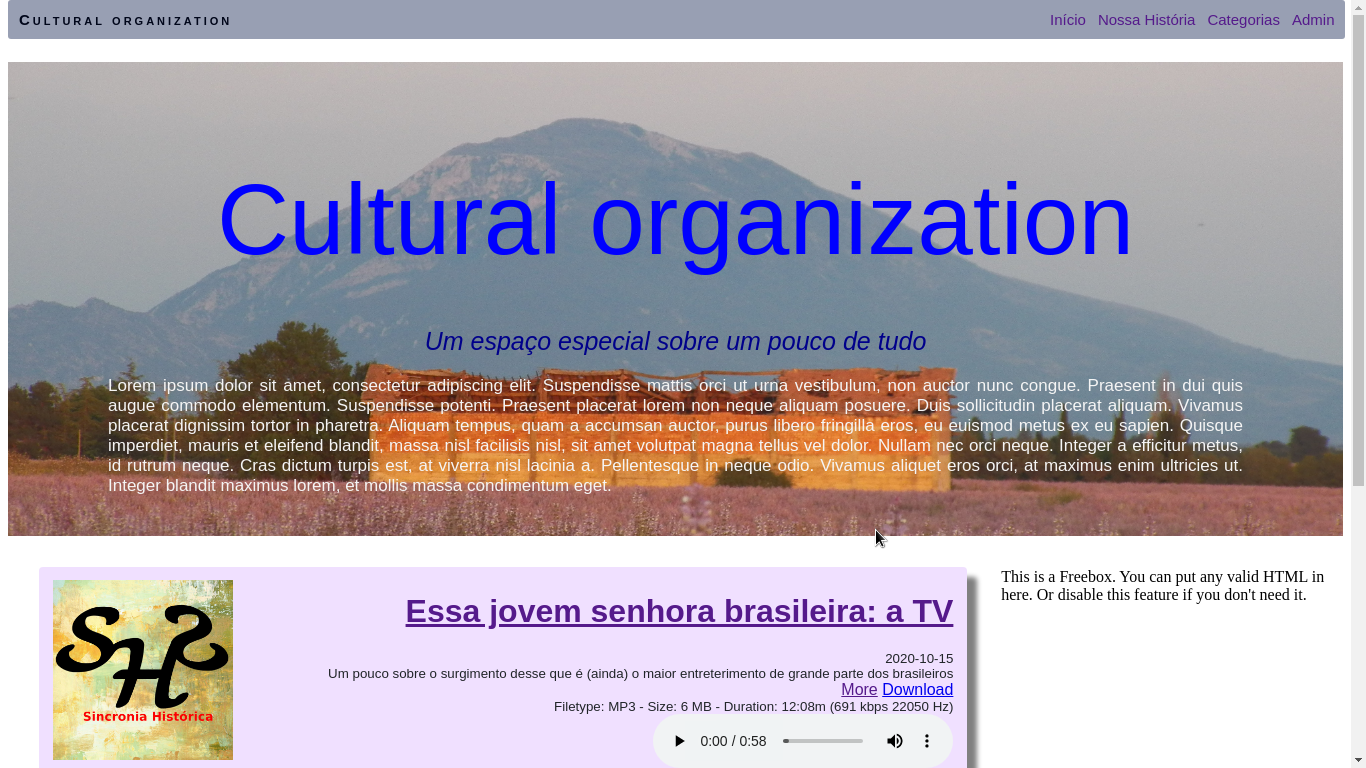 Cultural organization
Início Nossa História Categorias Admin
Cultural organization
Um espaço especial sobre um pouco de tudo
Lorem ipsum dolor sit amet, consectetur adipiscing elit. Suspendisse mattis orci ut urna vestibulum, non auctor nunc congue. Praesent in dui quis
augue commodo elementum. Suspendisse potenti. Praesent placerat lorem non neque aliquam posuere. Duis sollicitudin placerat aliquam. Vivamus
placerat dignissim tortor in pharetra. Aliquam tempus, quam a accumsan auctor, purus libero fringilla eros, eu euismod metus ex eu sapien. Quisque
imperdiet, mauris et eleifend blandit, massa nisl facilisis nisl, sit amet volutpat magna tellus vel dolor. Nullam nec orci neque. Integer a efficitur metus,
id rutrum neque. Cras dictum turpis est, at viverra nisl lacinia a. Pellentesque in neque odio. Vivamus aliquet eros orci, at maximus enim ultricies ut.
Integer blandit maximus lorem, et mollis massa condimentum eget.
SHS
Sincronia Histórica
Essa jovem senhora brasileira: a TV
2020-10-15
Um pouco sobre o surgimento desse que é (ainda) o maior entreterimento de grande parte dos brasileiros
More Download
Filetype: MP3 - Size: 6 MB - Duration: 12:08m (691 kbps 22050 Hz)
0:00 / 0:58
This is a Freebox. You can put any valid HTML in
here. Or disable this feature if you don't need it.